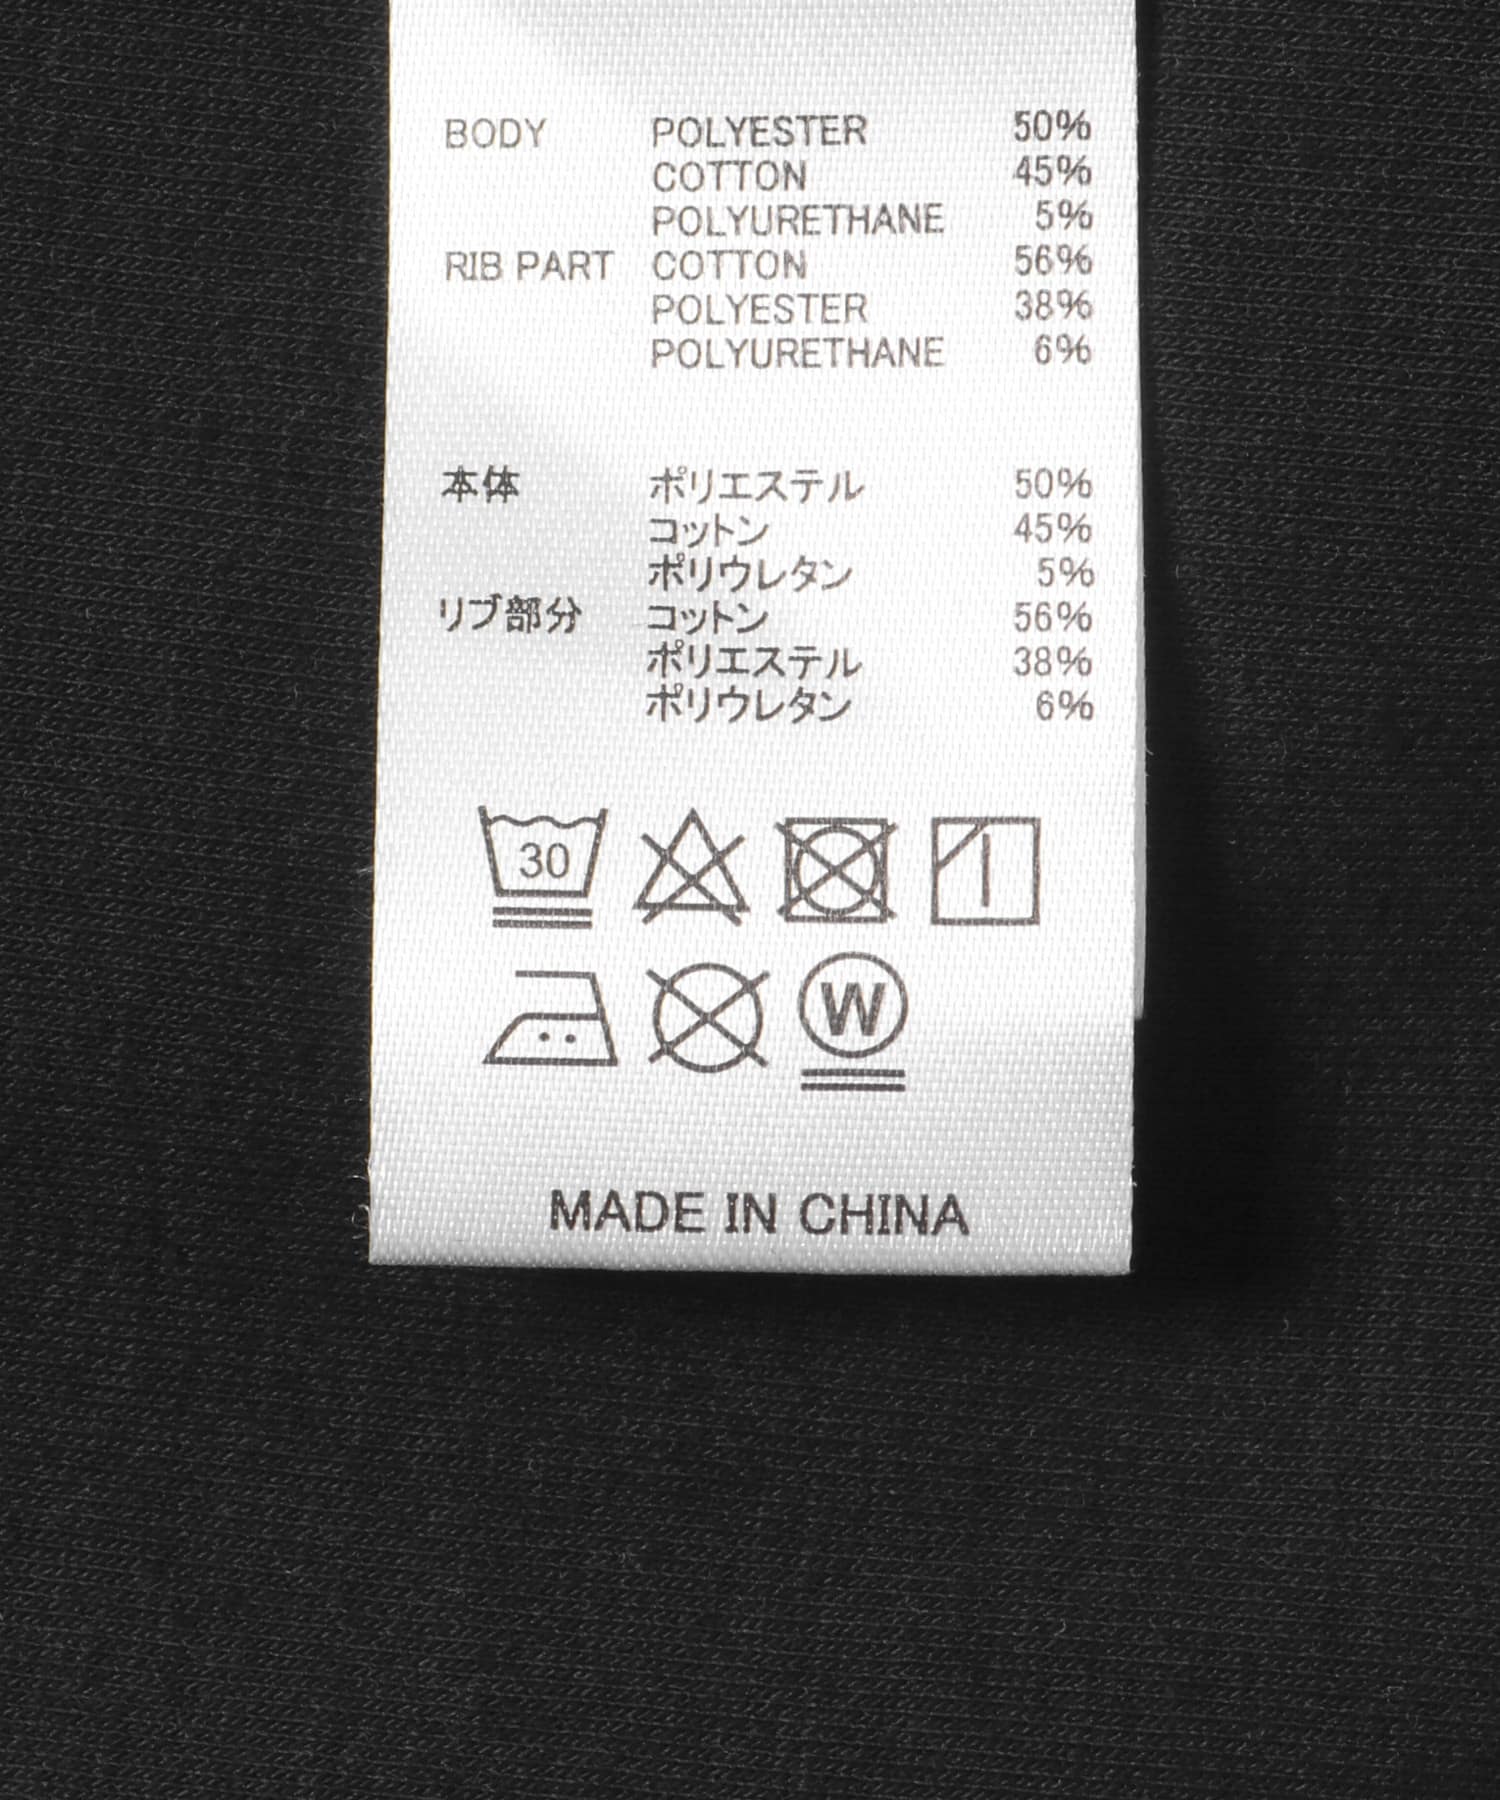 BODY POLYESTER 50%
COTTON 45%
POLYURETHANE 5%
RIB PART COTTON 56%
POLYESTER 38%
POLYURETHANE 6%
本体 ポリエステル 50%
コットン 45%
ポリウレタン 5%
リブ部分 コットン 56%
ポリエステル 38%
ポリウレタン 6%
30
W
MADE IN CHINA